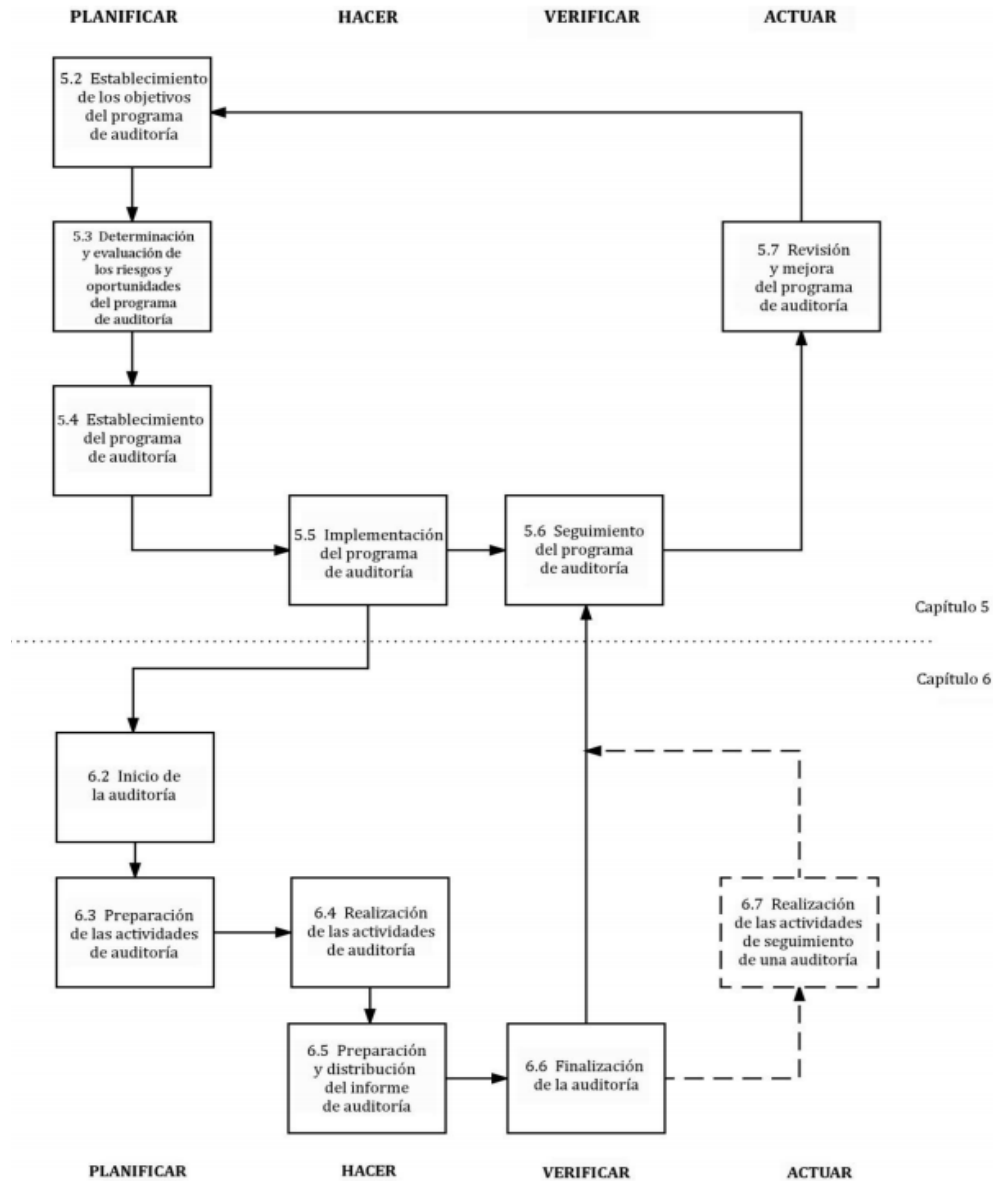 PLANIFICAR
HACER
VERIFICAR
ACTUAR
5.2 Establecimiento
de los objetivos
del programa
de auditoría
5.3 Determinación
y evaluación de
los riesgos y
oportunidades
del programa
de auditoría
5.7 Revisión
y mejora
del programa
de auditoría
5.4 Establecimiento
del programa
de auditoría
5.5 Implementación
del programa
de auditoría
5.6 Seguimiento
del programa
de auditoría
Capítulo 5
Capítulo 6
6.2 Inicio de
la auditoría
6.3 Preparación
de las actividades
de auditoría
6.4 Realización
de las actividades
de auditoría
6.7 Realización
de las actividades
de seguimiento
de una auditoría
6.5 Preparación
y distribución
del informe
de auditoría
6.6 Finalización
de la auditoría
PLANIFICAR
HACER
VERIFICAR
ACTUAR